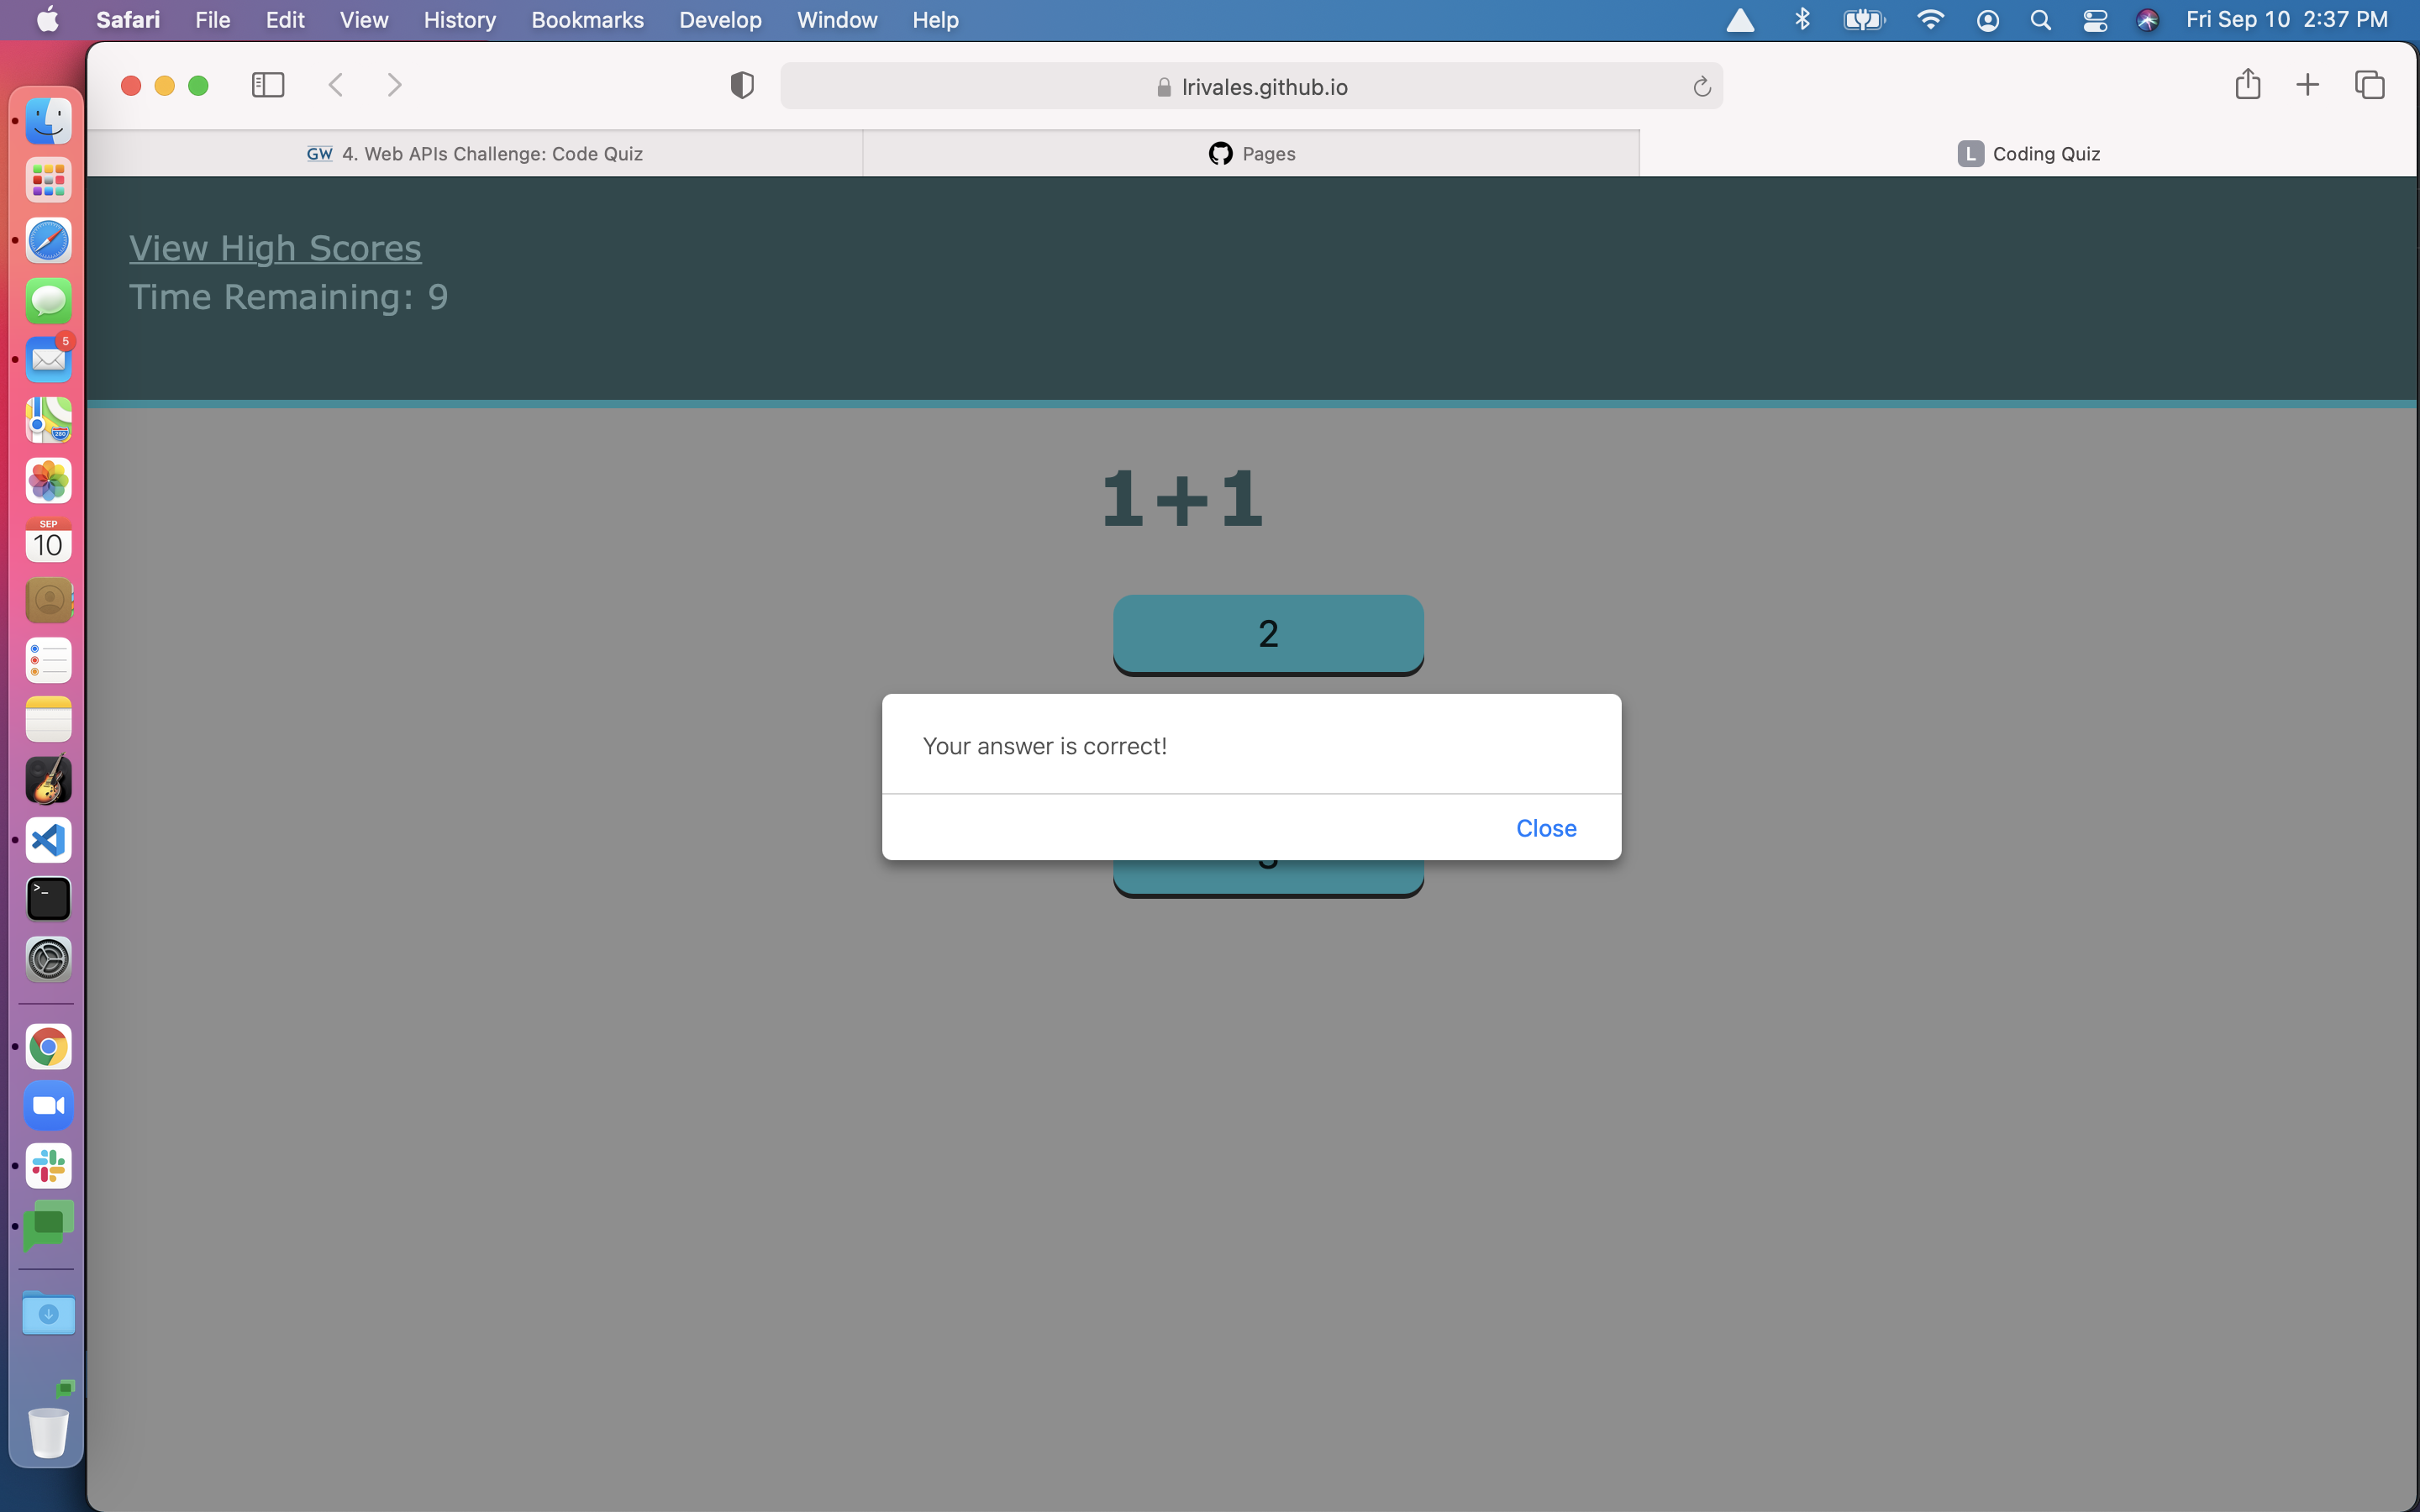 Safari File Edit View History Bookmarks Develop Window Help Fri Sep 10 2:37 PM
lrivales.github.io
GW 4. Web APIs Challenge: Code Quiz Pages L Coding Quiz
View High Scores
Time Remaining: 9
5
280
SEP
10
>_
1+1
2
Your answer is correct!
Close